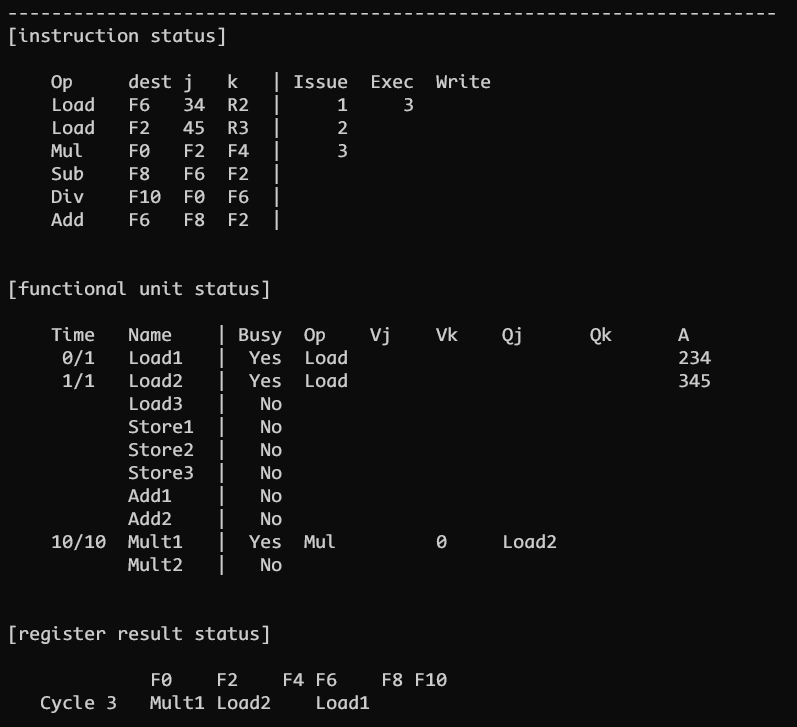 ----------------------------------------------------------------------
[instruction status]
    Op     dest j   k   | Issue  Exec  Write
    Load   F6   34  R2  |     1     3
    Load   F2   45  R3  |     2
    Mul    F0   F2  F4  |     3
    Sub    F8   F6  F2  |
    Div    F10  F0  F6  |
    Add    F6   F8  F2  |
[functional unit status]
    Time   Name    | Busy  Op    Vj    Vk    Qj      Qk      A
     0/1   Load1   |  Yes  Load                              234
     1/1   Load2   |  Yes  Load                              345
           Load3   |   No
           Store1  |   No
           Store2  |   No
           Store3  |   No
           Add1    |   No
           Add2    |   No
    10/10  Mult1   |  Yes  Mul         0     Load2
           Mult2   |   No
[register result status]
             F0    F2    F4 F6    F8 F10
   Cycle 3   Mult1 Load2    Load1